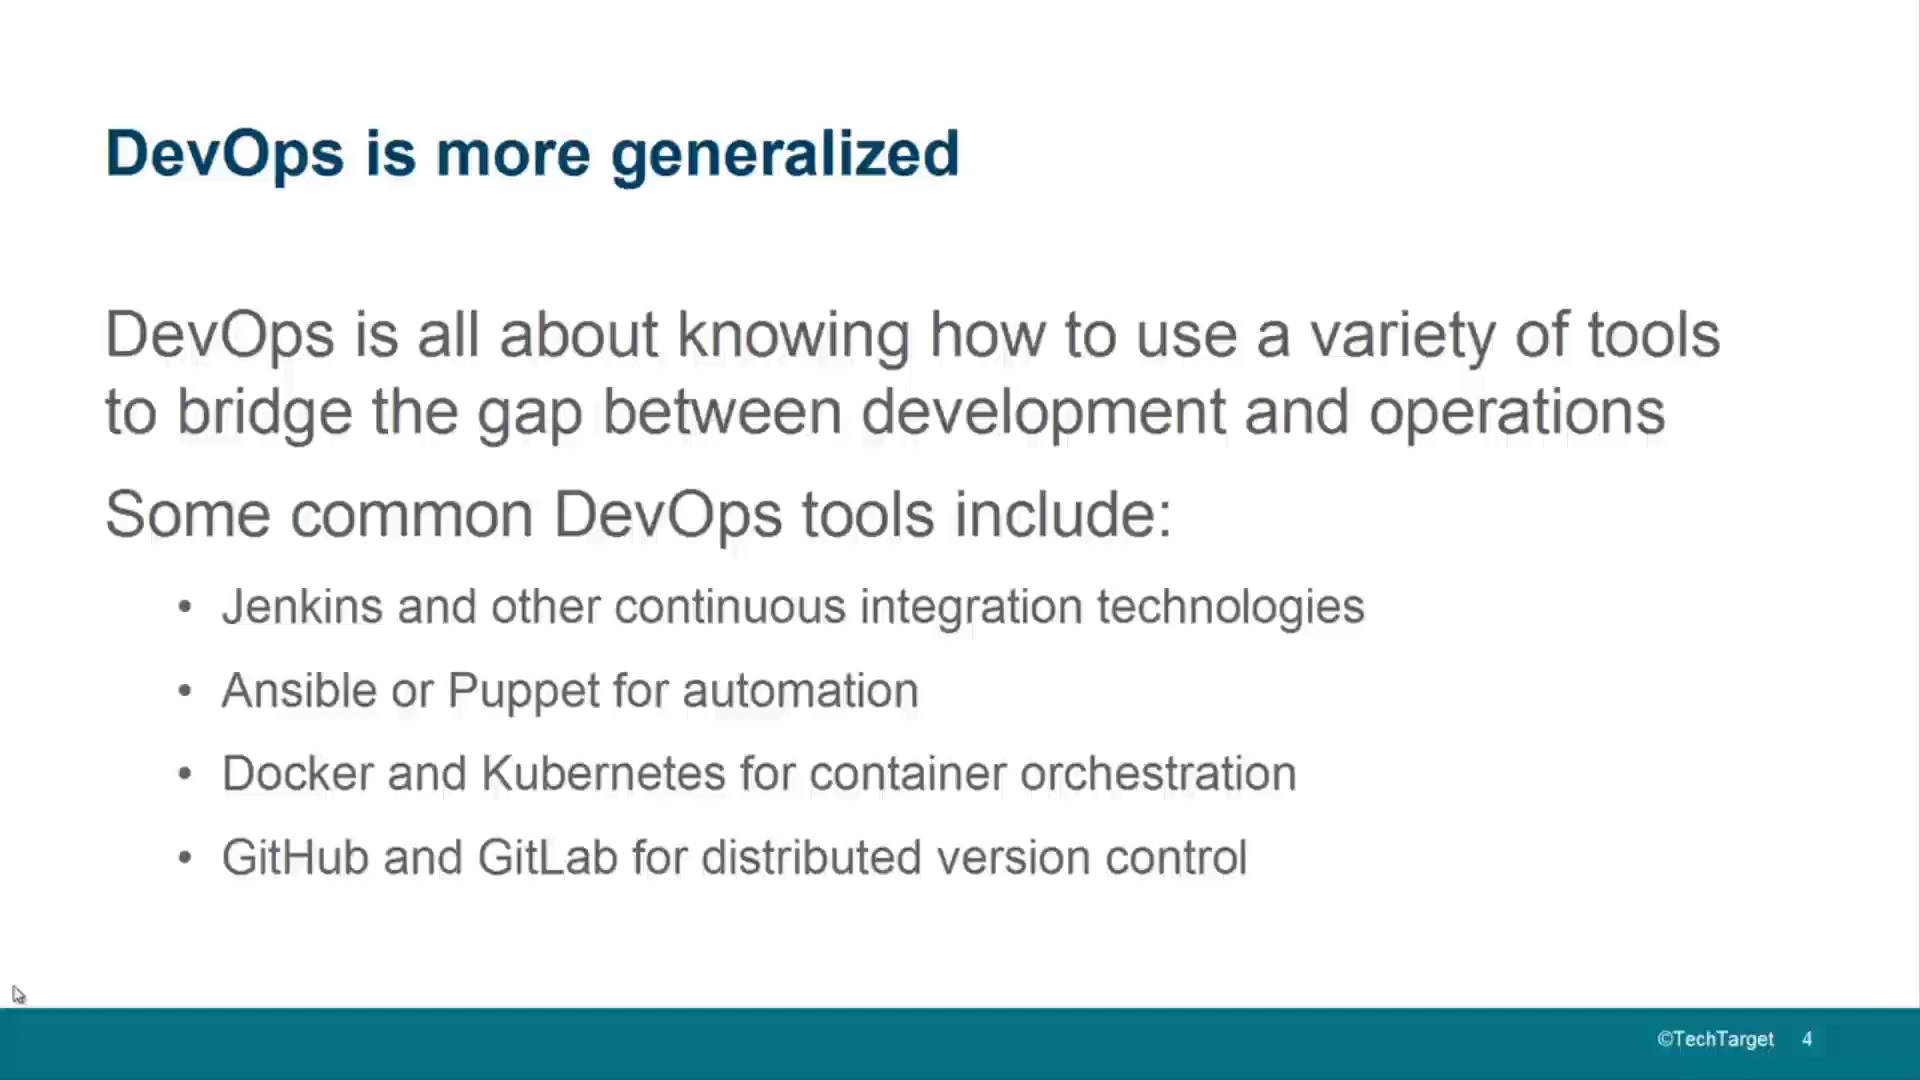 DevOps is more generalized
DevOps is all about knowing how to use a variety of tools
to bridge the gap between development and operations
Some common DevOps tools include:
• Jenkins and other continuous integration technologies
• Ansible or Puppet for automation
• Docker and Kubernetes for container orchestration
• GitHub and GitLab for distributed version control
©TechTarget 4